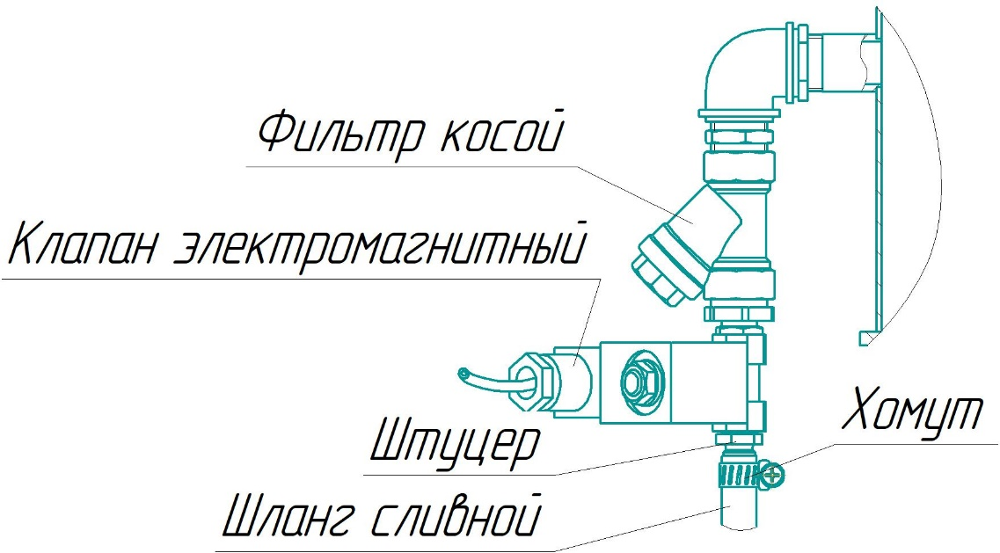 Фильтр косой
Клапан электромагнитный
Хомут
Штуцер
Шланг сливной